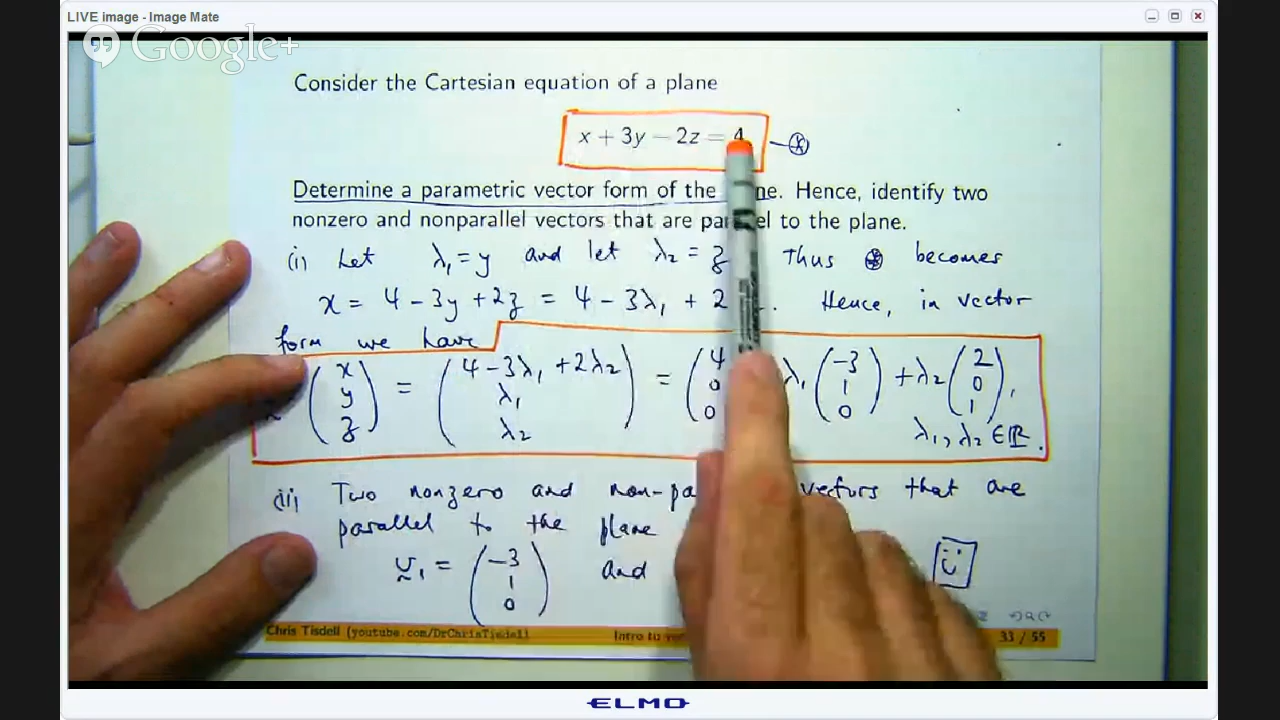 LIVE image - Image Mate
Google+
Consider the Cartesian equation of a plane
x + 3y − 2z = 4 — ⊛
Determine a parametric vector form of the ne. Hence, identify two
nonzero and nonparallel vectors that are pa el to the plane.
(i) Let λ₁ = y and let λ₂ = z Thus ⊛ becomes
x = 4 − 3y + 2z = 4 − 3λ₁ + 2 . Hence, in vector
form we have
(x y z) = (4 − 3λ₁ + 2λ₂ λ₁ λ₂) = (4 0 0 λ₁ (−3 1 0) + λ₂ (2 0 1),
λ₁, λ₂ ∈ ℝ.
(ii) Two nonzero and non-pa vectors that are
parallel to the plane
v₁ = (−3 1 0) and
Chris Tisdell (youtube.com/DrChrisTisdell
Intro to ve
33 / 55
ELMO